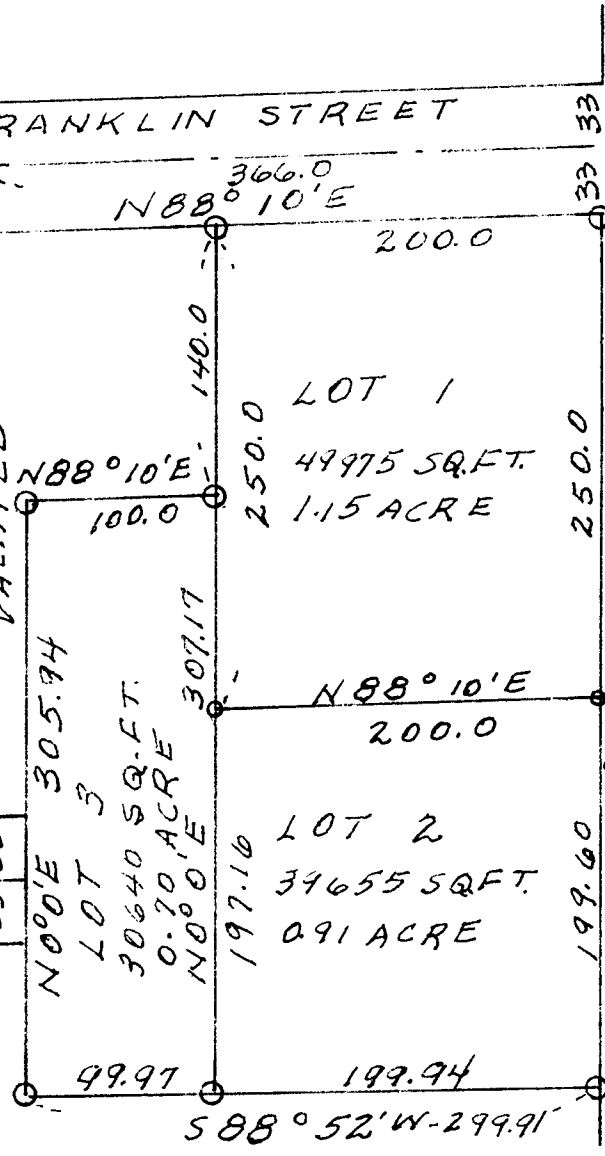 RANKLIN STREET
33
33
366.0
N88°10'E
200.0
140.0
250.0
LOT 1
49975 SQ.FT.
1.15 ACRE
250.0
N88°10'E
100.0
307.17
N88°10'E
200.0
N0°0'E 305.94
LOT 3
30640 SQ.FT.
0.70 ACRE
N0°0'E
197.16
LOT 2
39655 SQ.FT.
0.91 ACRE
199.60
99.97
199.94
S88°52'W-299.91'